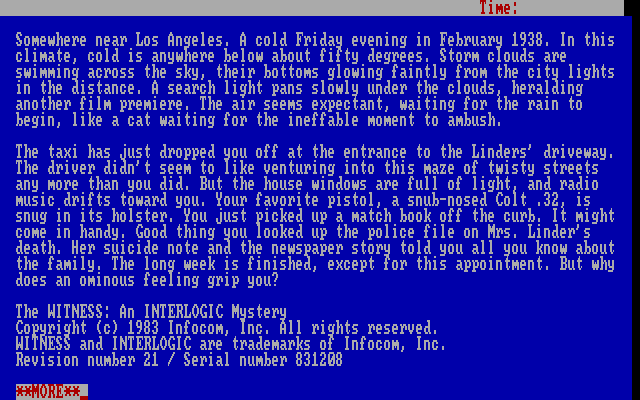 Time:
Somewhere near Los Angeles. A cold Friday evening in February 1938. In this
climate, cold is anywhere below about fifty degrees. Storm clouds are
swimming across the sky, their bottoms glowing faintly from the city lights
in the distance. A search light pans slowly under the clouds, heralding
another film premiere. The air seems expectant, waiting for the rain to
begin, like a cat waiting for the ineffable moment to ambush.
The taxi has just dropped you off at the entrance to the Linders' driveway.
The driver didn't seem to like venturing into this maze of twisty streets
any more than you did. But the house windows are full of light, and radio
music drifts toward you. Your favorite pistol, a snub-nosed Colt .32, is
snug in its holster. You just picked up a match book off the curb. It might
come in handy. Good thing you looked up the police file on Mrs. Linder's
death. Her suicide note and the newspaper story told you all you know about
the family. The long week is finished, except for this appointment. But why
does an ominous feeling grip you?
The WITNESS: An INTERLOGIC Mystery
Copyright (c) 1983 Infocom, Inc. All rights reserved.
WITNESS and INTERLOGIC are trademarks of Infocom, Inc.
Revision number 21 / Serial number 831208
**MORE**